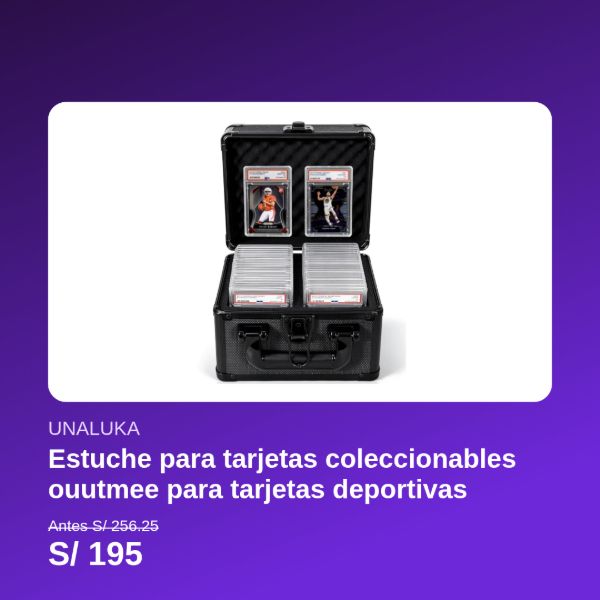 UNALUKA
Estuche para tarjetas coleccionables
ouutmee para tarjetas deportivas
Antes S/ 256.25
S/ 195